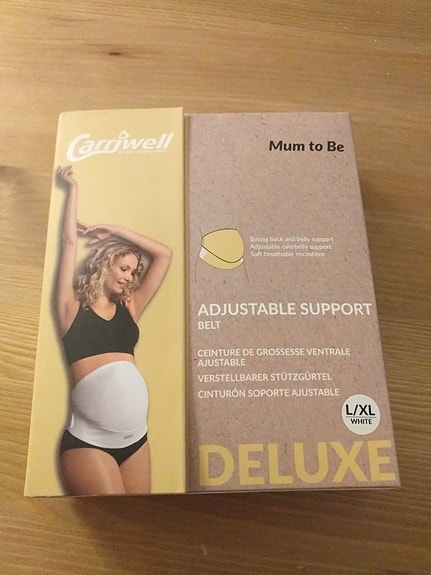 Carriwell
Mum to Be
Strong back and belly support
Adjustable overbelly support
Soft breathable microfibre
ADJUSTABLE SUPPORT
BELT
CEINTURE DE GROSSESSE VENTRALE
AJUSTABLE
VERSTELLBARER STÜTZGÜRTEL
CINTURÓN SOPORTE AJUSTABLE
L/XL
WHITE
DELUXE